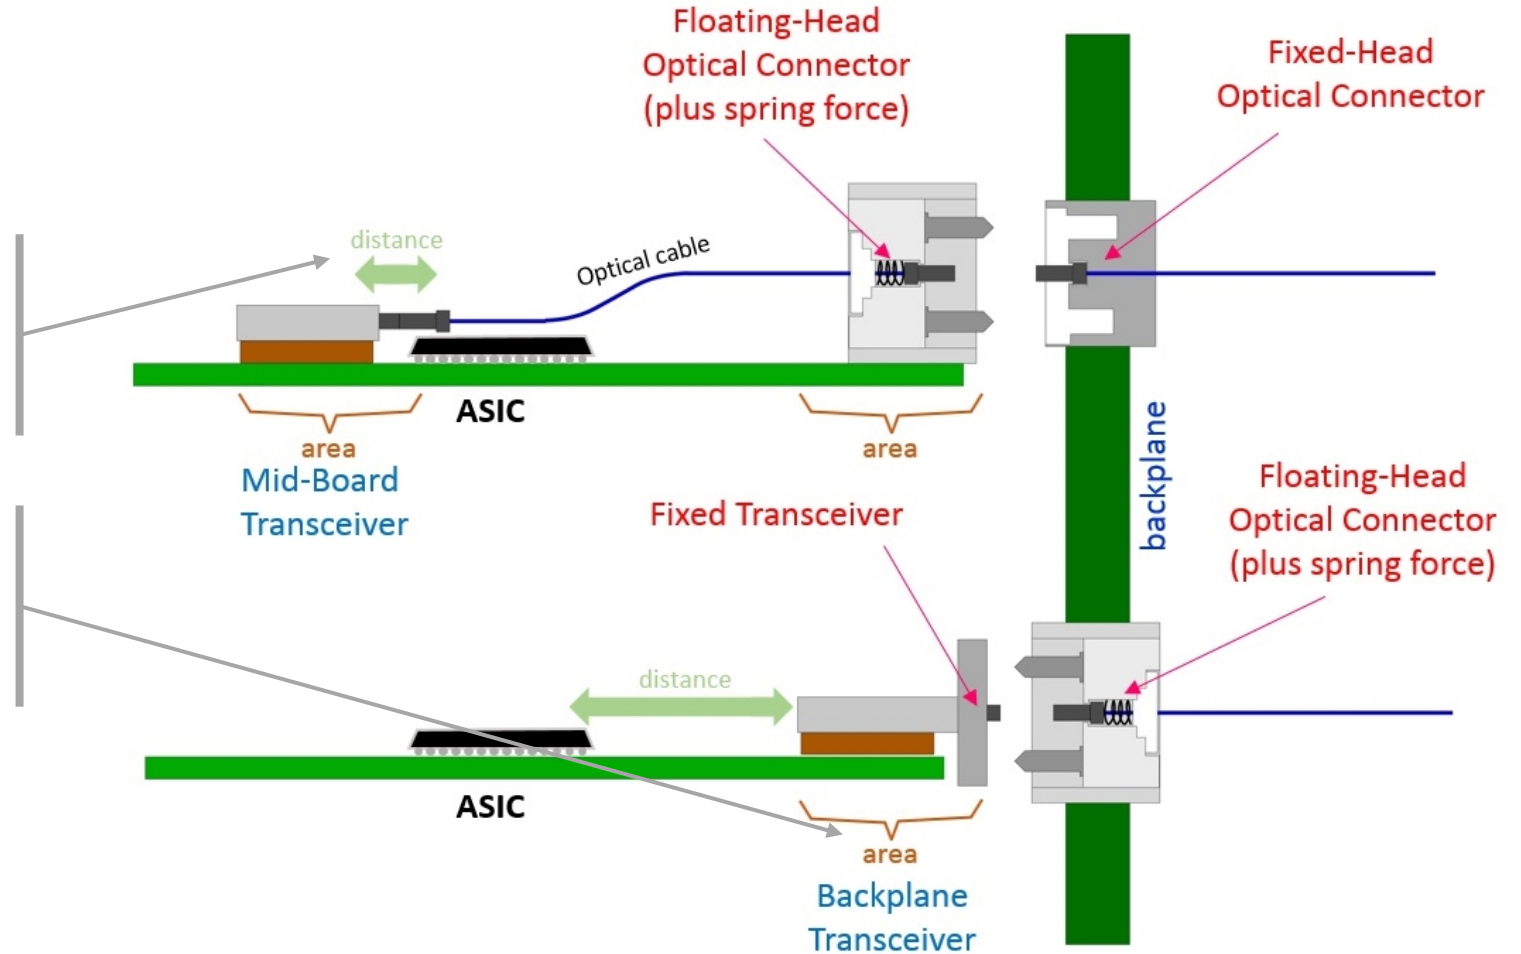 Floating-Head
Optical Connector
(plus spring force)
Fixed-Head
Optical Connector
distance
Optical cable
ASIC
area
area
Mid-Board
Transceiver
backplane
Floating-Head
Optical Connector
(plus spring force)
Fixed Transceiver
distance
ASIC
area
Backplane
Transceiver